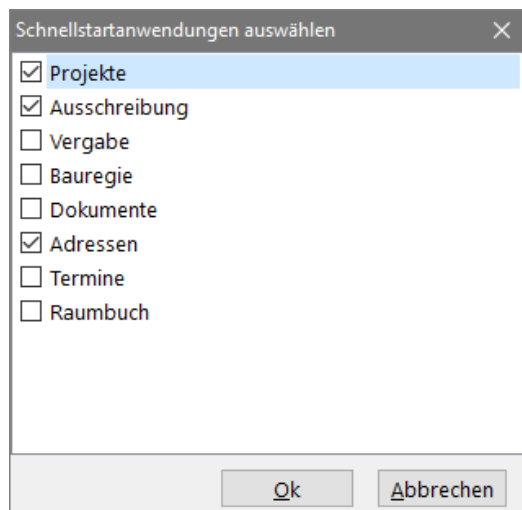 Schnellstartanwendungen auswählen
Projekte
Ausschreibung
Vergabe
Bauregie
Dokumente
Adressen
Termine
Raumbuch
Ok
Abbrechen